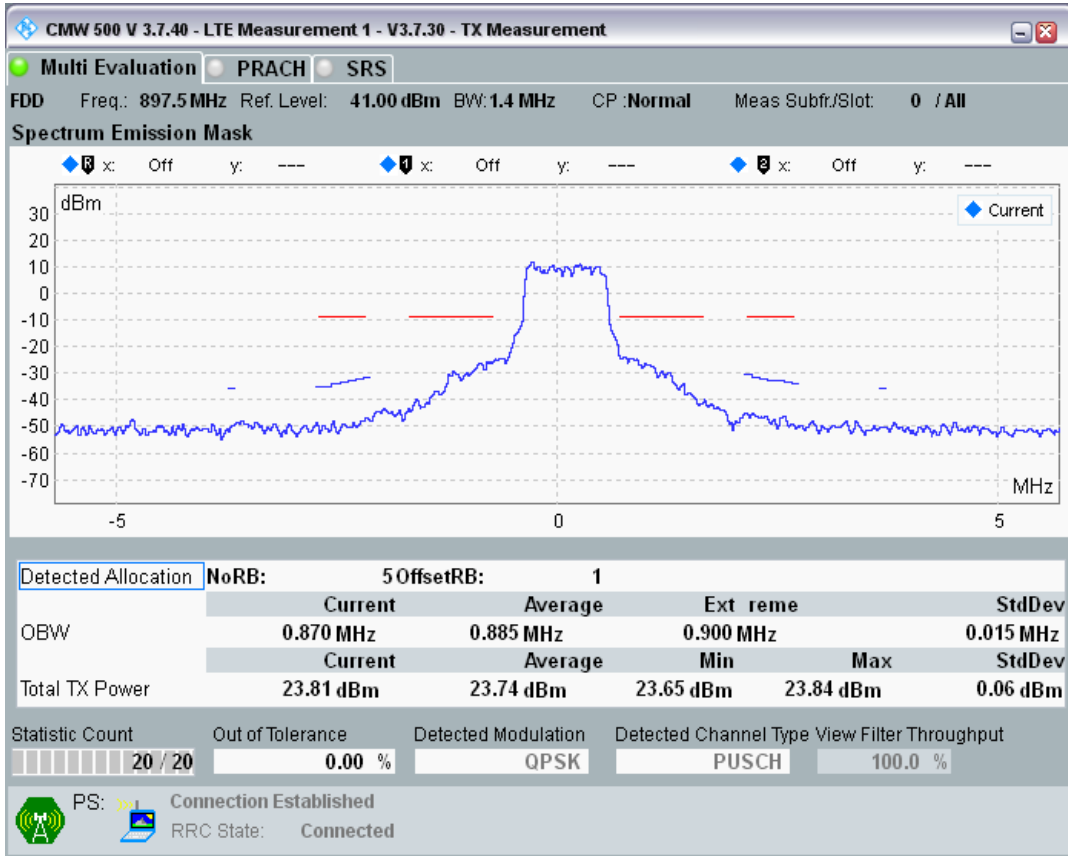 CMW 500 V 3.7.40 - LTE Measurement 1 - V3.7.30 - TX Measurement
Multi Evaluation PRACH SRS
FDD Freq.: 897.5 MHz Ref. Level: 41.00 dBm BW: 1.4 MHz CP :Normal Meas Subfr./Slot: 0 / All
Spectrum Emission Mask
R x: Off y: --- 1 x: Off y: --- 2 x: Off y: ---
dBm
Current
30
20
10
0
-10
-20
-30
-40
-50
-60
-70
MHz
-5 0 5
Detected Allocation NoRB: 5 OffsetRB: 1
Current Average Ext reme StdDev
OBW 0.870 MHz 0.885 MHz 0.900 MHz 0.015 MHz
Current Average Min Max StdDev
Total TX Power 23.81 dBm 23.74 dBm 23.65 dBm 23.84 dBm 0.06 dBm
Statistic Count Out of Tolerance Detected Modulation Detected Channel Type View Filter Throughput
20 / 20 0.00 % QPSK PUSCH 100.0 %
PS: Connection Established
RRC State: Connected